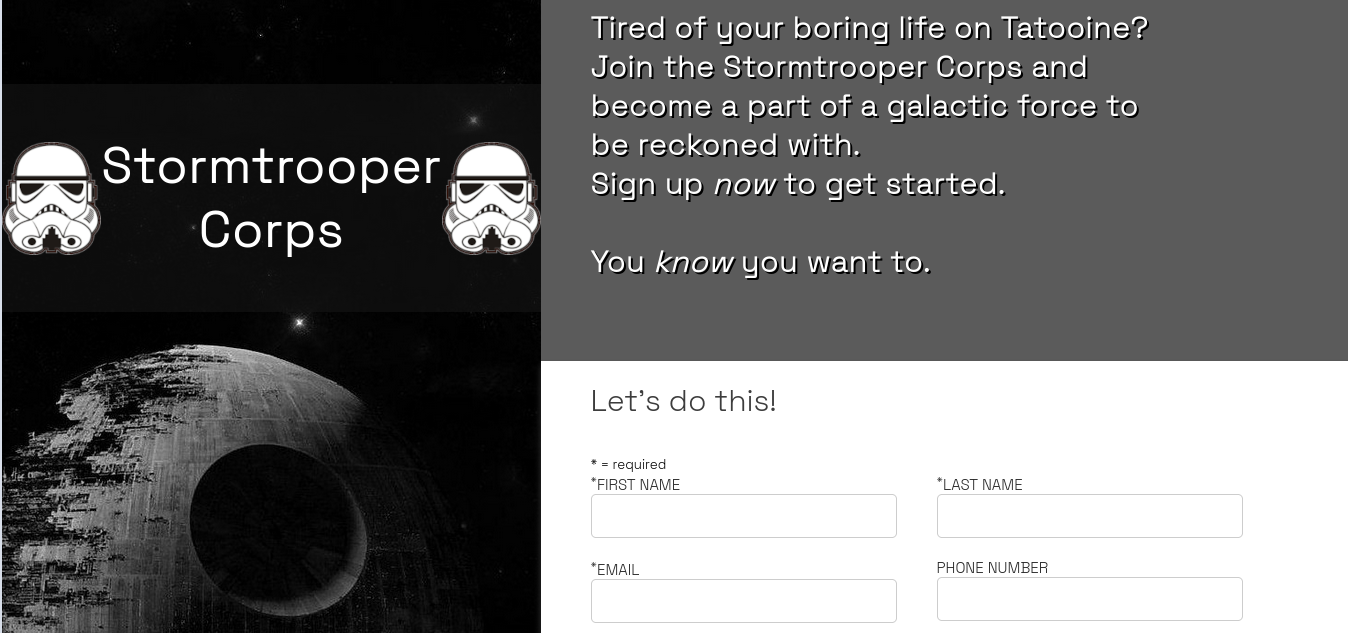 Stormtrooper
Corps
Tired of your boring life on Tatooine?
Join the Stormtrooper Corps and
become a part of a galactic force to
be reckoned with.
Sign up now to get started.
You know you want to.
Let's do this!
* = required
*FIRST NAME
*LAST NAME
*EMAIL
PHONE NUMBER